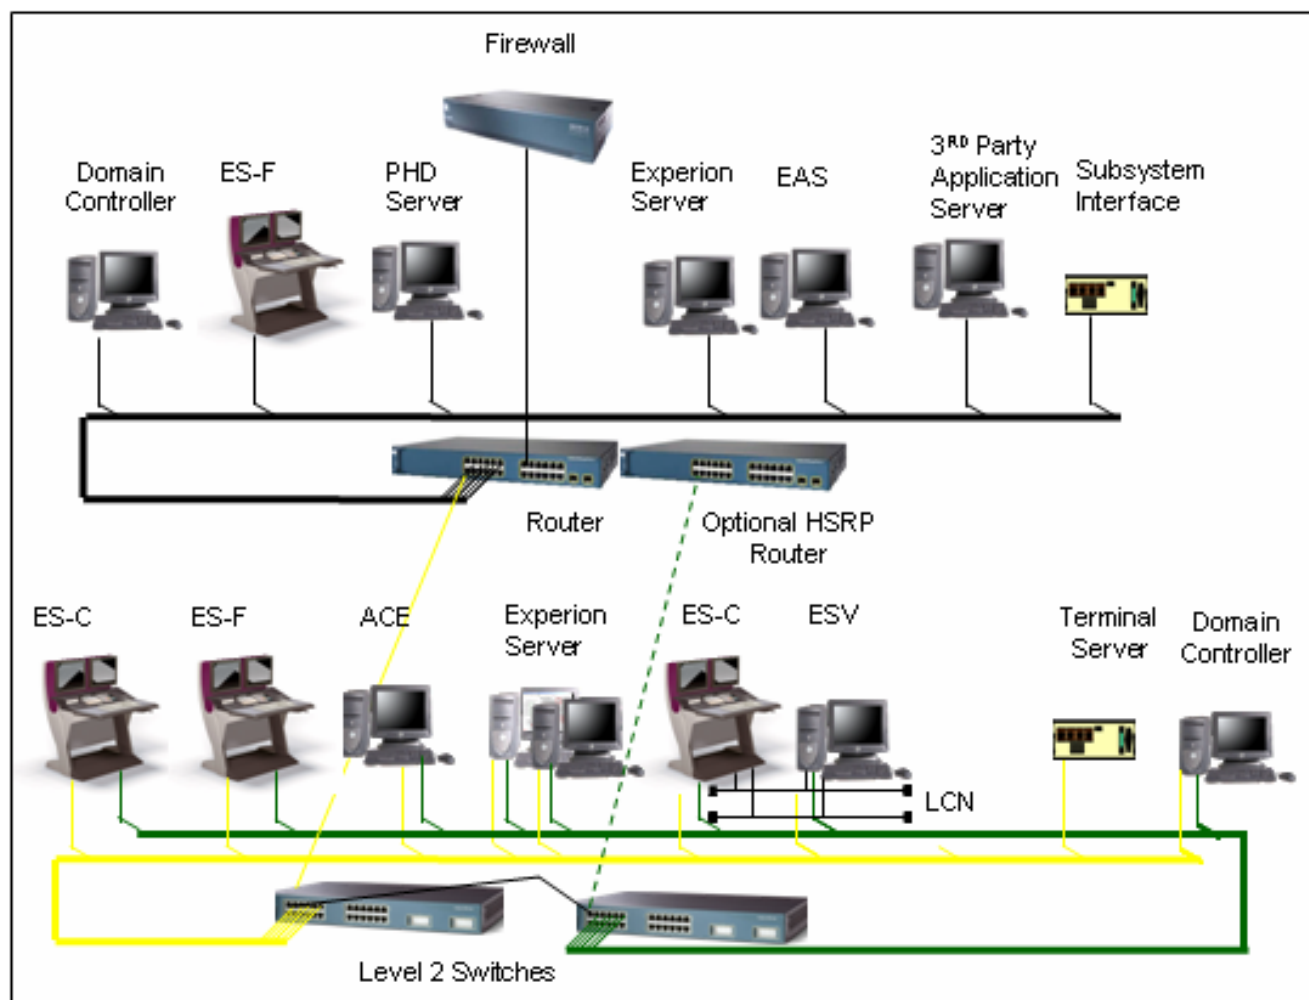 Firewall
Domain
Controller
ES-F
PHD
Server
Experion
Server
EAS
3RD Party
Application
Server
Subsystem
Interface
Router
Optional HSRP
Router
ES-C
ES-F
ACE
Experion
Server
ES-C
ESV
Terminal
Server
Domain
Controller
LCN
Level 2 Switches